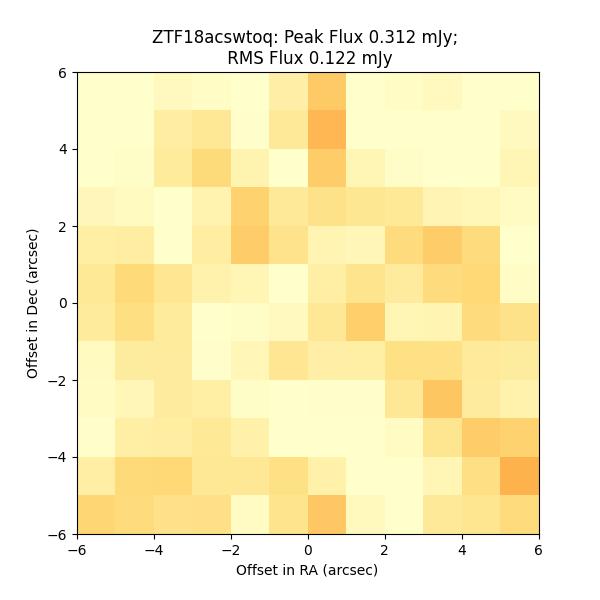 ZTF18acswtoq: Peak Flux 0.312 mJy;
RMS Flux 0.122 mJy
6
4
2
0
−2
−4
−6
Offset in Dec (arcsec)
−6 −4 −2 0 2 4 6
Offset in RA (arcsec)